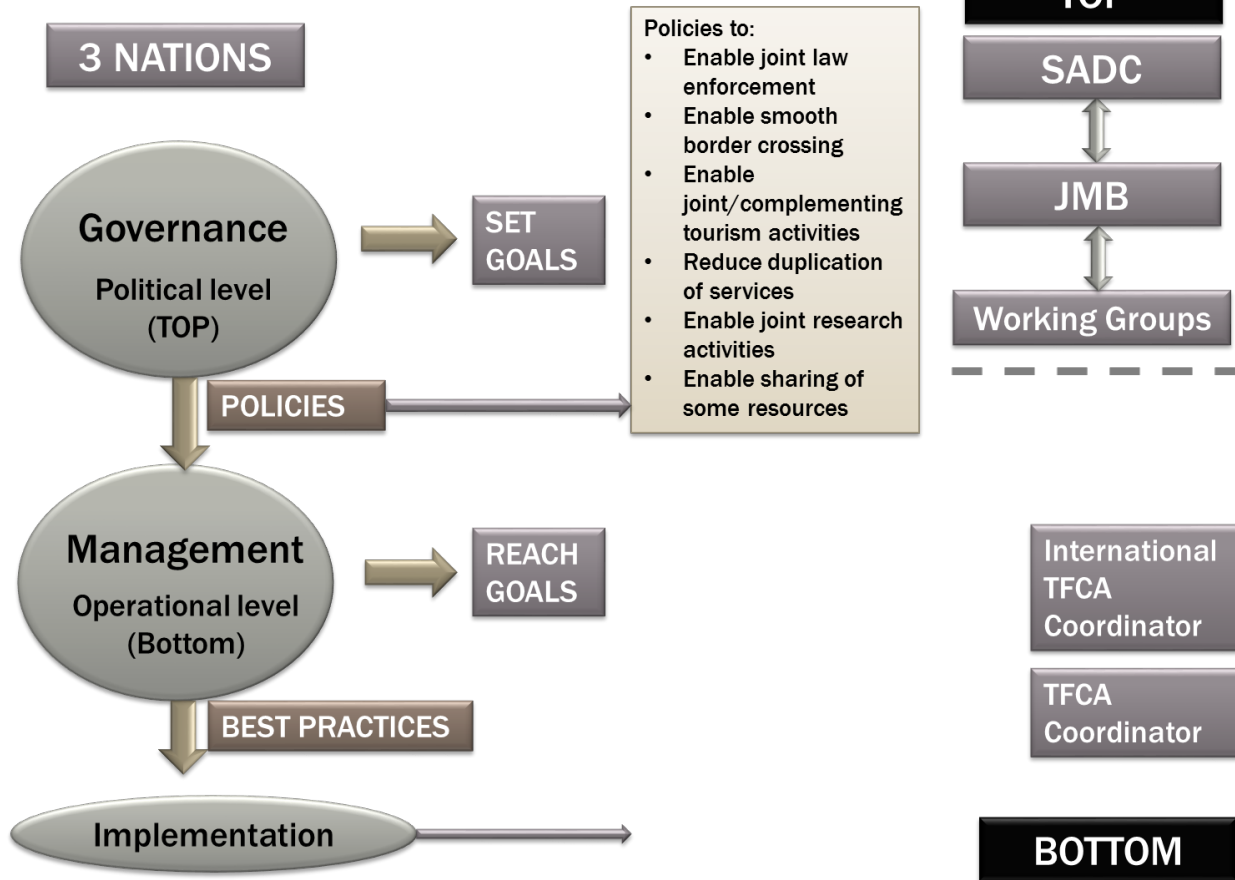 3 NATIONS
Governance
Political level
(TOP)
SET
GOALS
POLICIES
Policies to:
• Enable joint law
enforcement
• Enable smooth
border crossing
• Enable
joint/complementing
tourism activities
• Reduce duplication
of services
• Enable joint research
activities
• Enable sharing of
some resources
Management
Operational level
(Bottom)
REACH
GOALS
BEST PRACTICES
Implementation
TOP
SADC
JMB
Working Groups
International
TFCA
Coordinator
TFCA
Coordinator
BOTTOM